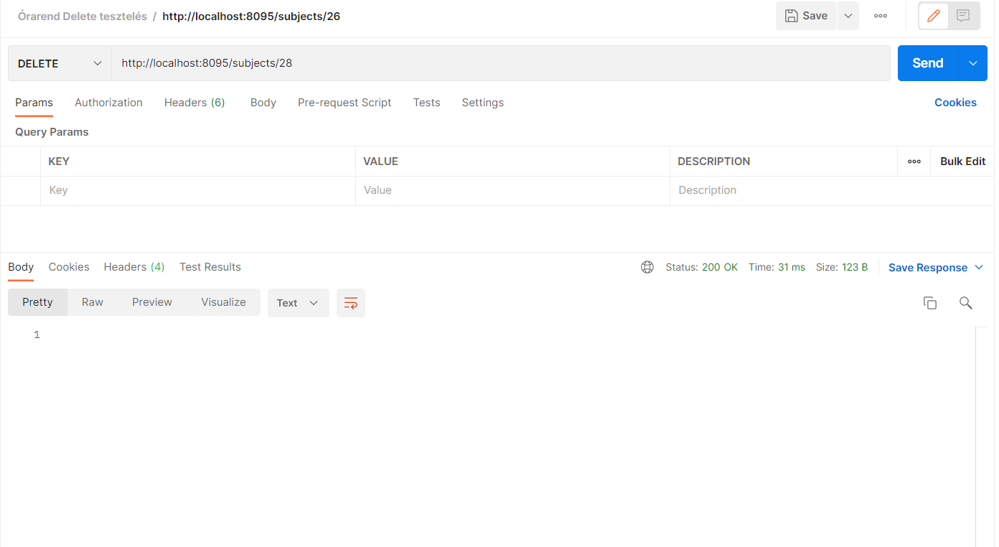 Órarend Delete tesztelés / http://localhost:8095/subjects/26 Save
DELETE http://localhost:8095/subjects/28 Send
Params Authorization Headers (6) Body Pre-request Script Tests Settings Cookies
Query Params
KEY VALUE DESCRIPTION Bulk Edit
Key Value Description
Body Cookies Headers (4) Test Results Status: 200 OK Time: 31 ms Size: 123 B Save Response
Pretty Raw Preview Visualize Text
1